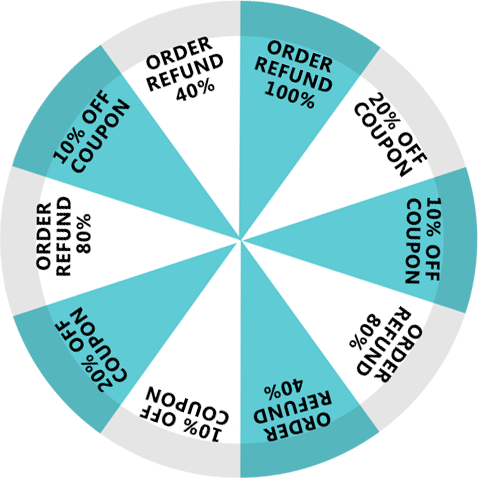 ORDER
REFUND
100%
20% OFF
COUPON
10% OFF
COUPON
ORDER
REFUND
80%
ORDER
REFUND
40%
10% OFF
COUPON
20% OFF
COUPON
ORDER
REFUND
80%
10% OFF
COUPON
ORDER
REFUND
40%